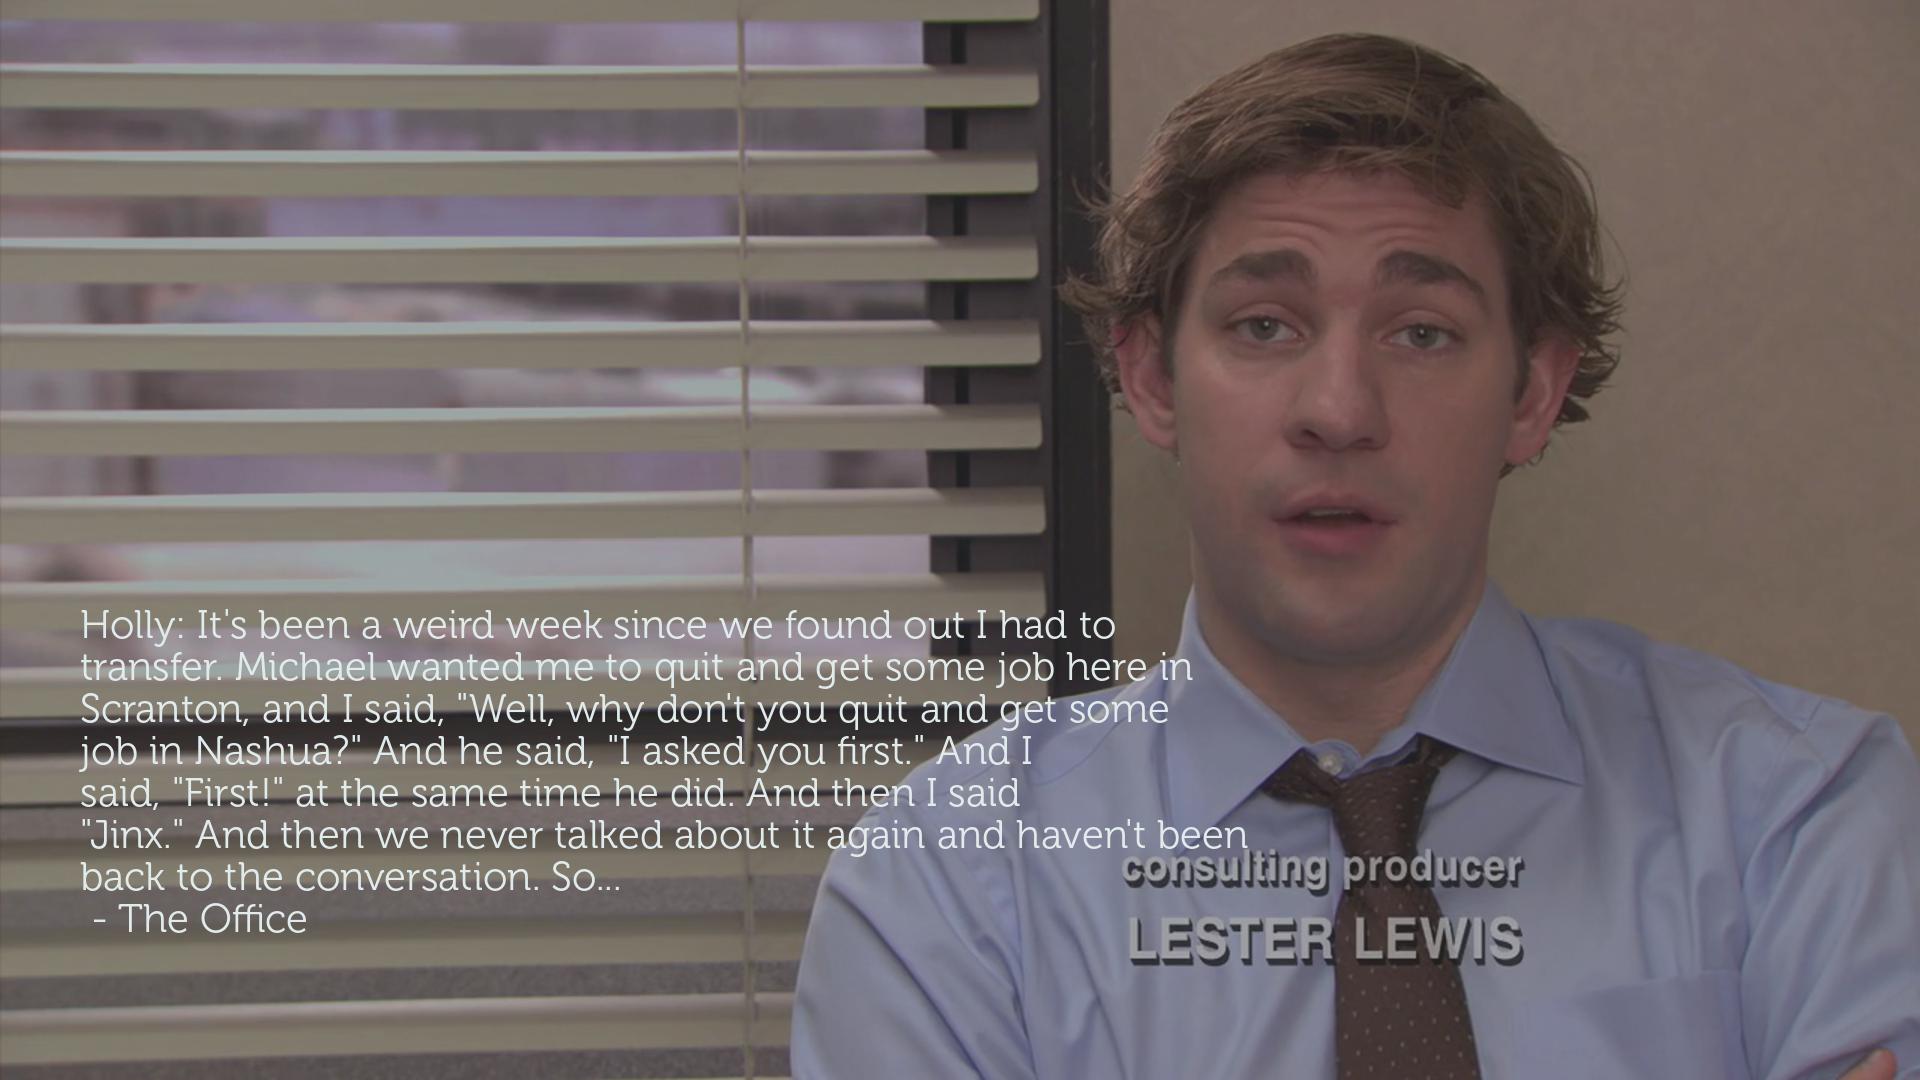 Holly: It's been a weird week since we found out I had to
transfer. Michael wanted me to quit and get some job here in
Scranton, and I said, "Well, why don't you quit and get some
job in Nashua?" And he said, "I asked you first." And I
said, "First!" at the same time he did. And then I said
"Jinx." And then we never talked about it again and haven't been
back to the conversation. So...
- The Office
consulting producer
LESTER LEWIS